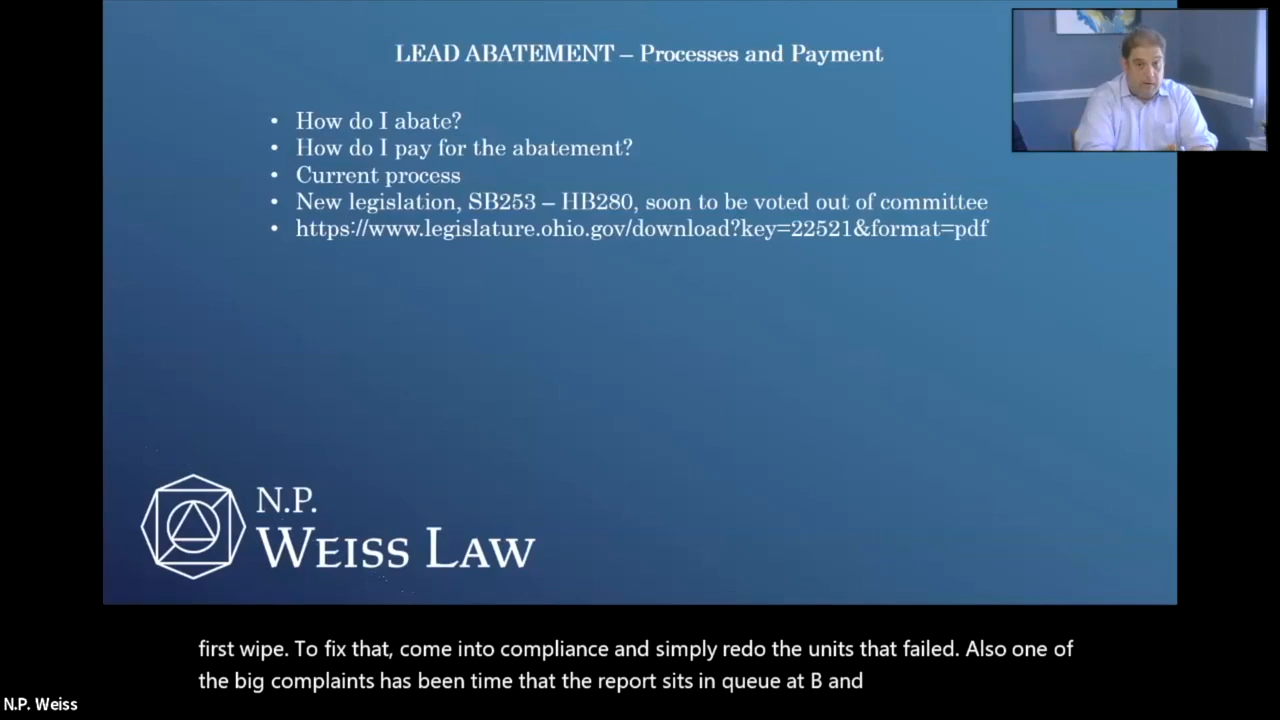 LEAD ABATEMENT – Processes and Payment
• How do I abate?
• How do I pay for the abatement?
• Current process
• New legislation, SB253 – HB280, soon to be voted out of committee
• https://www.legislature.ohio.gov/download?key=22521&format=pdf
N.P.
WEISS LAW
first wipe. To fix that, come into compliance and simply redo the units that failed. Also one of
the big complaints has been time that the report sits in queue at B and
N.P. Weiss